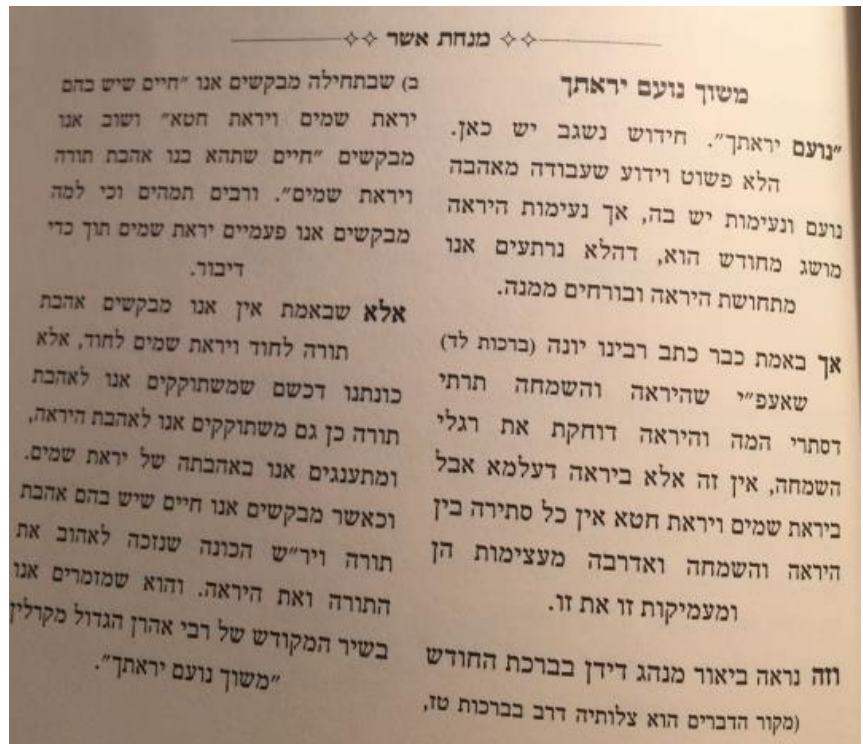 מנחת אשר
משוך נועם יראתך
"נועם יראתך". חידוש נשגב יש כאן.
הלא פשוט וידוע שעבודה מאהבה
נועם ונעימות יש בה, אך נעימות היראה
מושג מחודש הוא, דהלא נרתעים אנו
מתחושת היראה ובורחים ממנה.
אך באמת כבר כתב רבינו יונה (ברכות לד)
שאעפ"י שהיראה והשמחה תרתי
דסתרי המה והיראה דוחקת את רגלי
השמחה, אין זה אלא ביראה דעלמא אבל
ביראת שמים ויראת חטא אין כל סתירה בין
היראה והשמחה ואדרבה מעצימות הן
ומעמיקות זו את זו.
וזה נראה ביאור מנהג דידן בברכת החודש
(מקור הדברים הוא צלותיה דרב בברכות טז,
ב) שבתחילה מבקשים אנו "חיים שיש בהם
יראת שמים ויראת חטא" ושוב אנו
מבקשים "חיים שתהא בנו אהבת תורה
ויראת שמים". ורבים תמהים וכי למה
מבקשים אנו פעמיים יראת שמים תוך כדי
דיבור.
אלא שבאמת אין אנו מבקשים אהבת
תורה לחוד ויראת שמים לחוד, אלא
כונתנו דכשם שמשתוקקים אנו לאהבת
תורה כן גם משתוקקים אנו לאהבת היראה,
ומתענגים אנו באהבתה של יראת שמים.
וכאשר מבקשים אנו חיים שיש בהם אהבת
תורה ויר"ש הכונה שנזכה לאהוב את
התורה ואת היראה. והוא שמזמרים אנו
בשיר המקודש של רבי אהרן הגדול מקרלין
"משוך נועם יראתך".